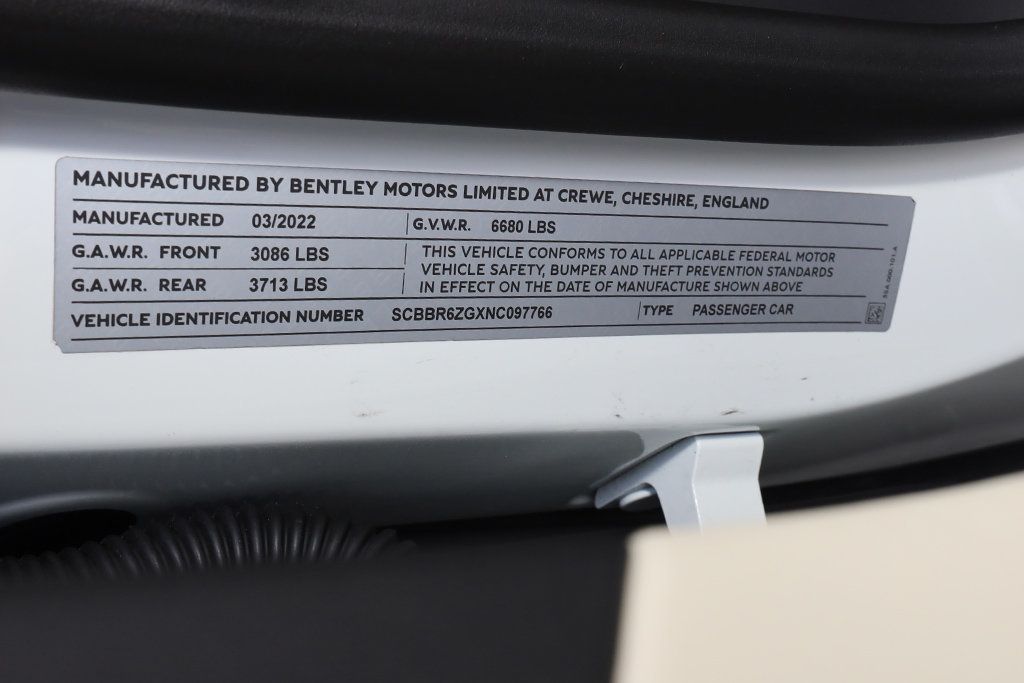 MANUFACTURED BY BENTLEY MOTORS LIMITED AT CREWE, CHESHIRE, ENGLAND
MANUFACTURED 03/2022 G.V.W.R. 6680 LBS
G.A.W.R. FRONT 3086 LBS
G.A.W.R. REAR 3713 LBS
THIS VEHICLE CONFORMS TO ALL APPLICABLE FEDERAL MOTOR
VEHICLE SAFETY, BUMPER AND THEFT PREVENTION STANDARDS
IN EFFECT ON THE DATE OF MANUFACTURE SHOWN ABOVE
VEHICLE IDENTIFICATION NUMBER SCBBR6ZGXNC097766 TYPE PASSENGER CAR